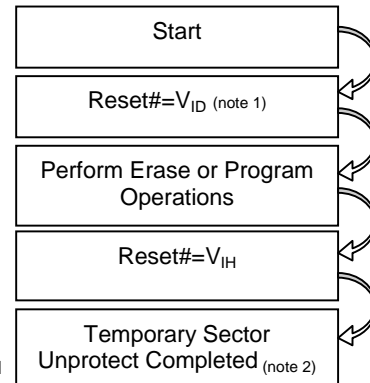 Start
Reset#=VID (note 1)
Perform Erase or Program
Operations
Reset#=VIH
Temporary Sector
Unprotect Completed (note 2)